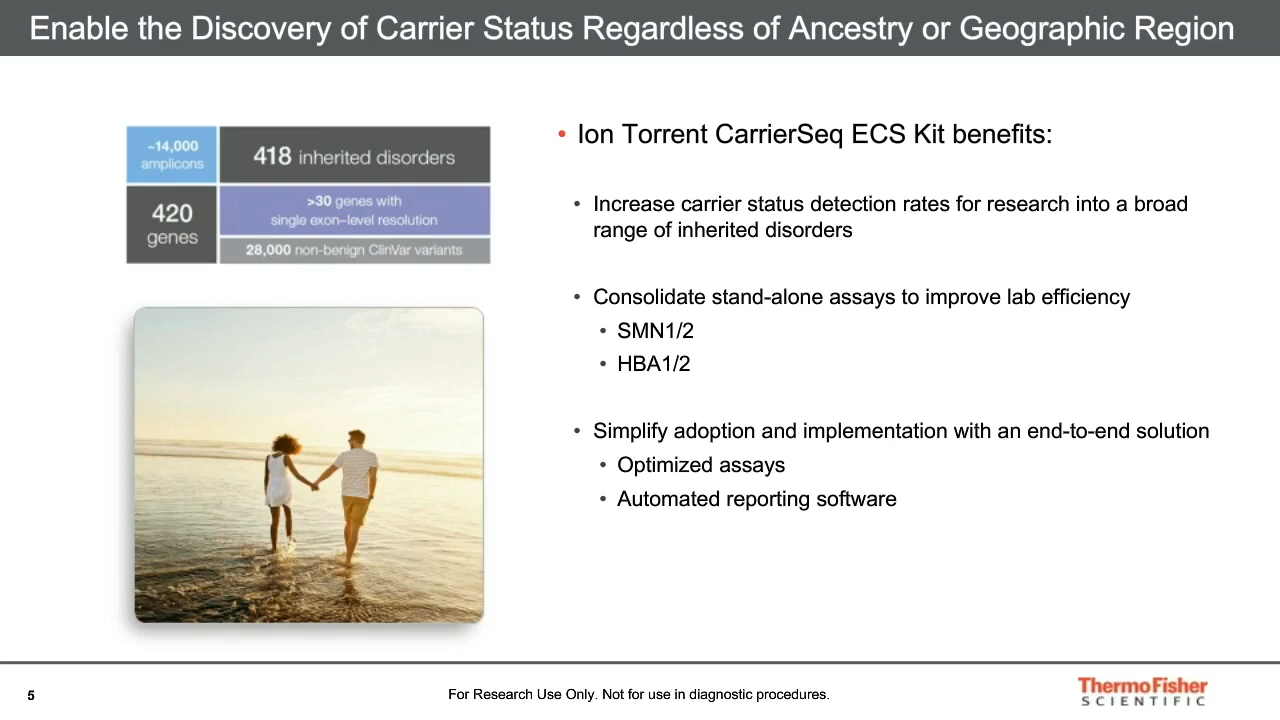 Enable the Discovery of Carrier Status Regardless of Ancestry or Geographic Region
~14,000
amplicons
418 inherited disorders
420
genes
>30 genes with
single exon–level resolution
28,000 non-benign ClinVar variants
• Ion Torrent CarrierSeq ECS Kit benefits:
• Increase carrier status detection rates for research into a broad
range of inherited disorders
• Consolidate stand-alone assays to improve lab efficiency
• SMN1/2
• HBA1/2
• Simplify adoption and implementation with an end-to-end solution
• Optimized assays
• Automated reporting software
5
For Research Use Only. Not for use in diagnostic procedures.
ThermoFisher
SCIENTIFIC